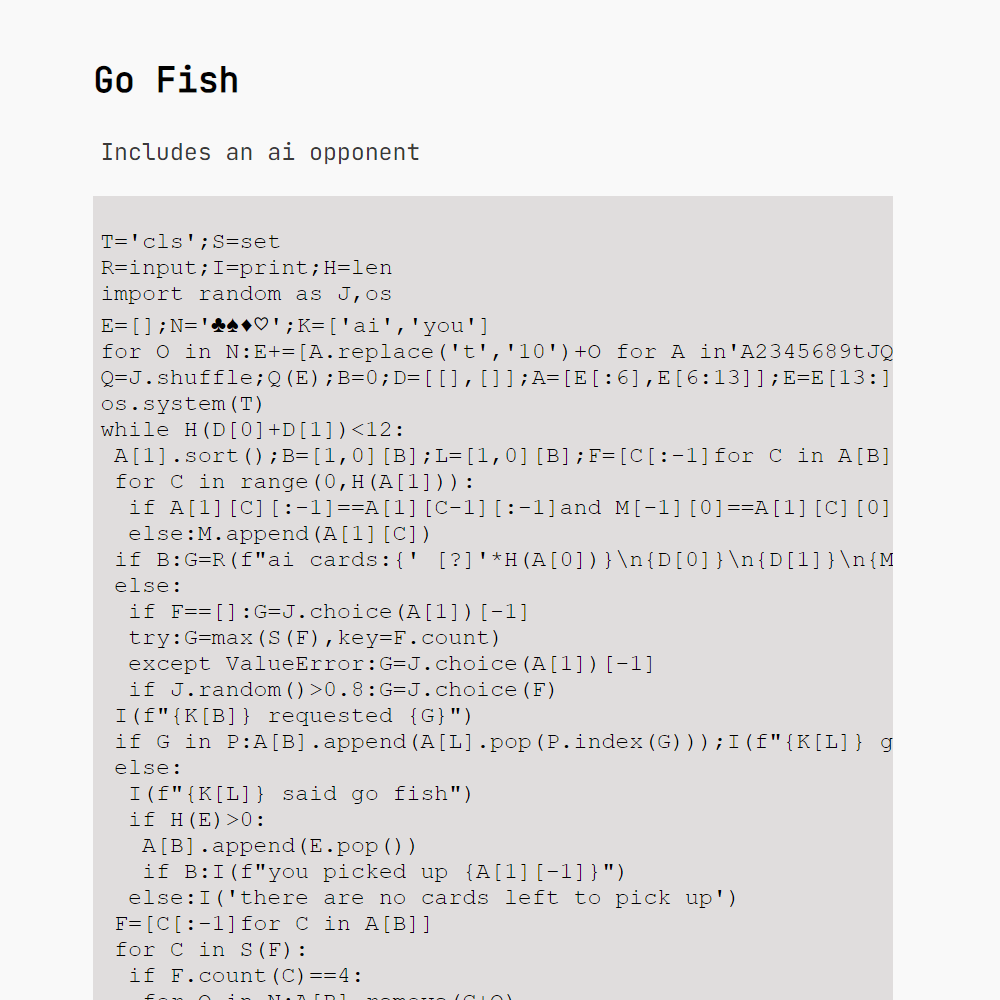 Go Fish
Includes an ai opponent
T='cls';S=set
R=input;I=print;H=len
import random as J,os
E=[];N='♣♠♦♡';K=['ai','you']
for O in N:E+=[A.replace('t','10')+O for A in'A2345689tJQ
Q=J.shuffle;Q(E);B=0;D=[[],[]];A=[E[:6],E[6:13]];E=E[13:]
os.system(T)
while H(D[0]+D[1])<12:
 A[1].sort();B=[1,0][B];L=[1,0][B];F=[C[:-1]for C in A[B]
 for C in range(0,H(A[1])):
  if A[1][C][:-1]==A[1][C-1][:-1]and M[-1][0]==A[1][C][0]
  else:M.append(A[1][C])
 if B:G=R(f"ai cards:{' [?]'*H(A[0])}\n{D[0]}\n{D[1]}\n{M
 else:
  if F==[]:G=J.choice(A[1])[-1]
  try:G=max(S(F),key=F.count)
  except ValueError:G=J.choice(A[1])[-1]
  if J.random()>0.8:G=J.choice(F)
 I(f"{K[B]} requested {G}")
 if G in P:A[B].append(A[L].pop(P.index(G)));I(f"{K[L]} g
 else:
  I(f"{K[L]} said go fish")
  if H(E)>0:
   A[B].append(E.pop())
   if B:I(f"you picked up {A[1][-1]}")
  else:I('there are no cards left to pick up')
 F=[C[:-1]for C in A[B]]
 for C in S(F):
  if F.count(C)==4:
   for O in N:A[B].remove(C+O)